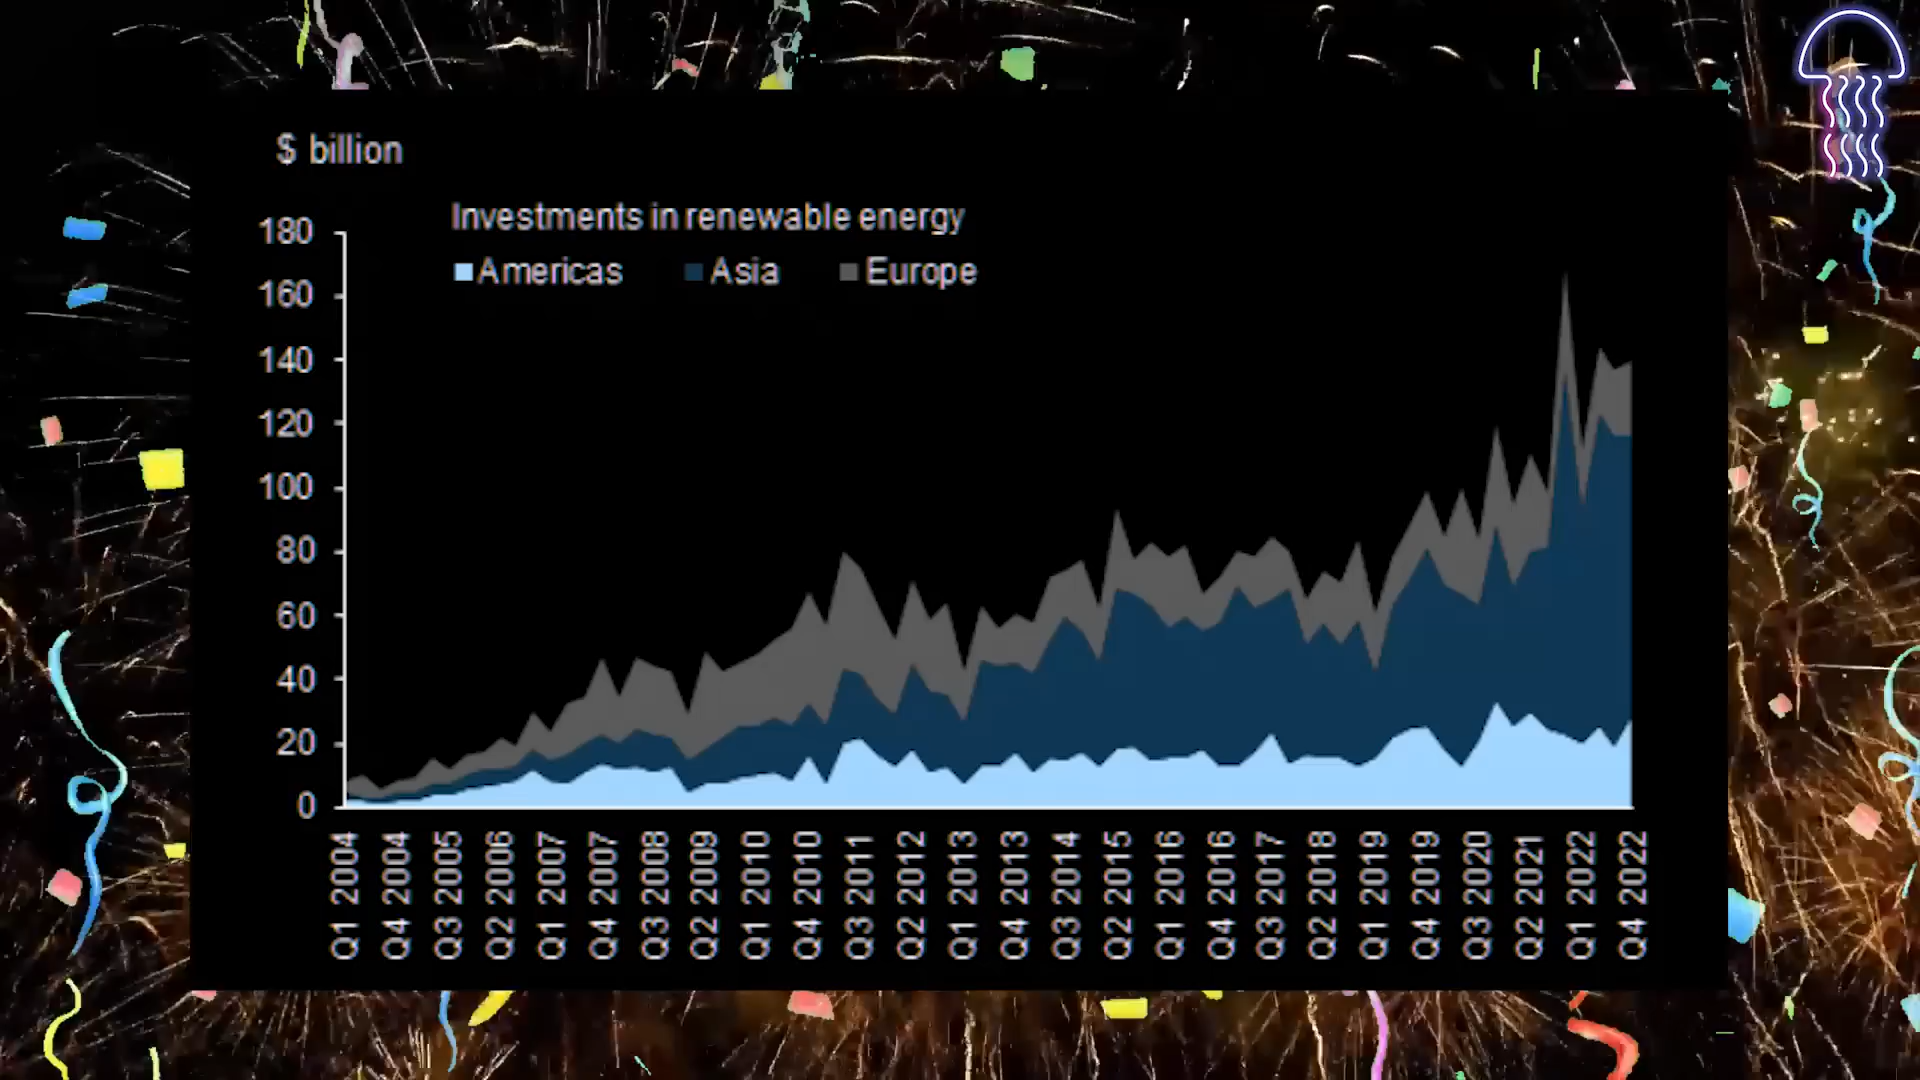 $ billion
Investments in renewable energy
Americas Asia Europe
180
160
140
120
100
80
60
40
20
0
Q1 2004
Q4 2004
Q3 2005
Q2 2006
Q1 2007
Q4 2007
Q3 2008
Q2 2009
Q1 2010
Q4 2010
Q3 2011
Q2 2012
Q1 2013
Q4 2013
Q3 2014
Q2 2015
Q1 2016
Q4 2016
Q3 2017
Q2 2018
Q1 2019
Q4 2019
Q3 2020
Q2 2021
Q1 2022
Q4 2022